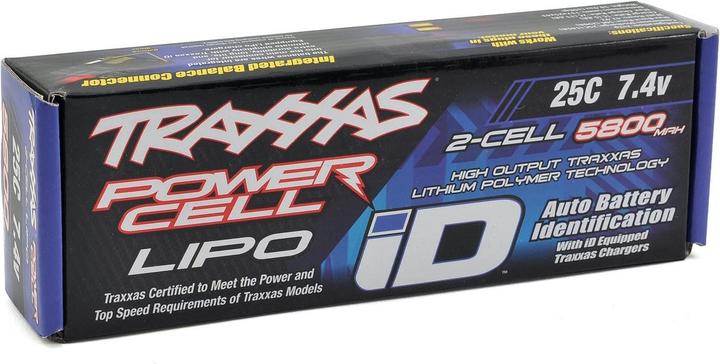 Integrated Balance Connector
Works with
Specifications:
TRAXXAS
POWER
CELL
LIPO
Traxxas Certified to Meet the Power and
Top Speed Requirements of Traxxas Models
25C 7.4v
2-CELL 5800mAh
HIGH OUTPUT TRAXXAS
LITHIUM POLYMER TECHNOLOGY
iD
™
Auto Battery
Identification
With iD Equipped
Traxxas Chargers
25C 7.4V